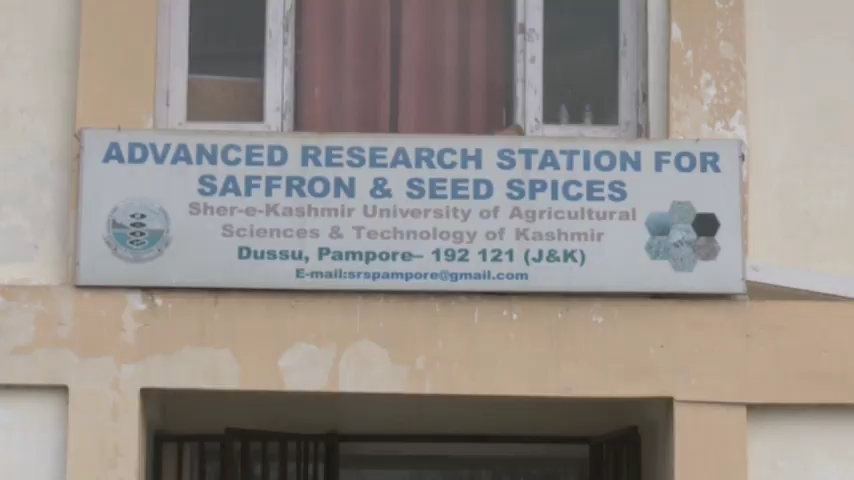 ADVANCED RESEARCH STATION FOR
SAFFRON & SEED SPICES
Sher-e-Kashmir University of Agricultural
Sciences & Technology of Kashmir
Dussu, Pampore– 192 121 (J&K)
E-mail:srspampore@gmail.com